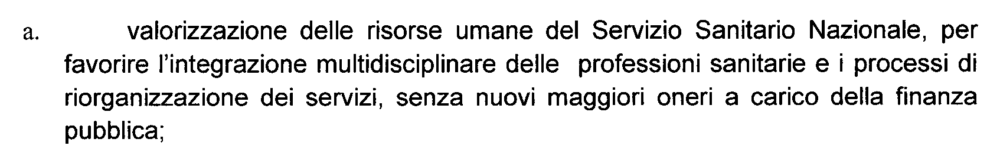 a. valorizzazione delle risorse umane del Servizio Sanitario Nazionale, per
favorire l'integrazione multidisciplinare delle professioni sanitarie e i processi di
riorganizzazione dei servizi, senza nuovi maggiori oneri a carico della finanza
pubblica;